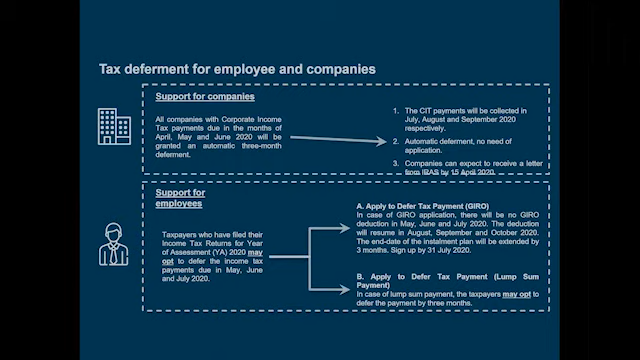 Tax deferment for employee and companies
Support for companies
All companies with Corporate Income
Tax payments due in the months of
April, May and June 2020 will be
granted an automatic three-month
deferment.
1. The CIT payments will be collected in
July, August and September 2020
respectively.
2. Automatic deferment, no need of
application.
3. Companies can expect to receive a letter
from IRAS by 15 April 2020.
Support for
employees
Taxpayers who have filed their
Income Tax Returns for Year
of Assessment (YA) 2020 may
opt to defer the income tax
payments due in May, June
and July 2020.
A. Apply to Defer Tax Payment (GIRO)
In case of GIRO application, there will be no GIRO
deduction in May, June and July 2020. The deduction
will resume in August, September and October 2020.
The end-date of the instalment plan will be extended by
3 months. Sign up by 31 July 2020.
B. Apply to Defer Tax Payment (Lump Sum
Payment)
In case of lump sum payment, the taxpayers may opt to
defer the payment by three months.